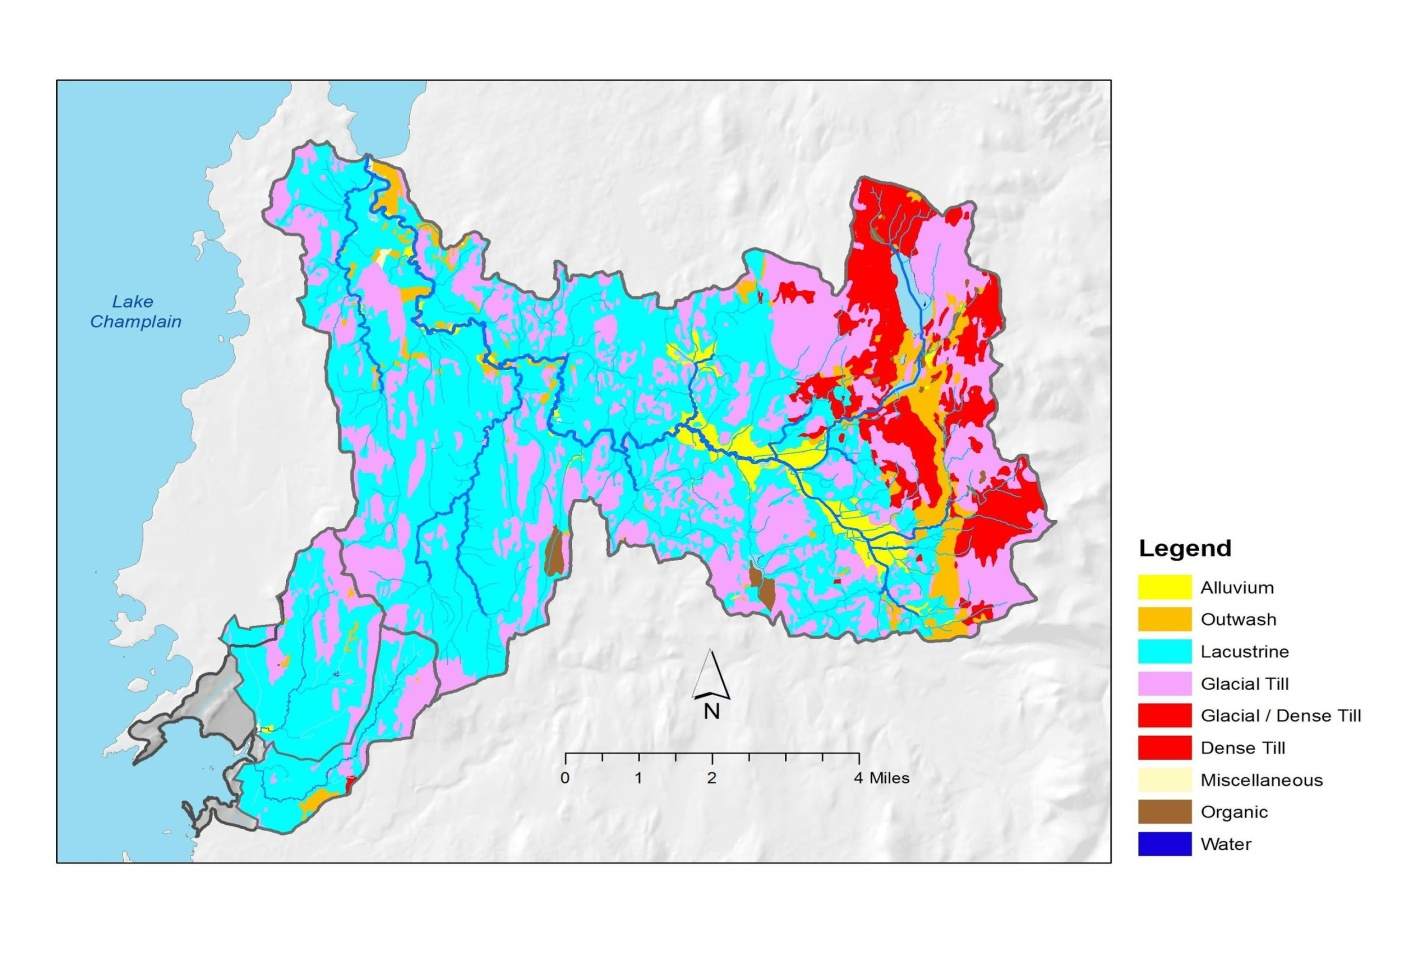 Lake
Champlain
N
0 1 2 4 Miles
Legend
Alluvium
Outwash
Lacustrine
Glacial Till
Glacial / Dense Till
Dense Till
Miscellaneous
Organic
Water